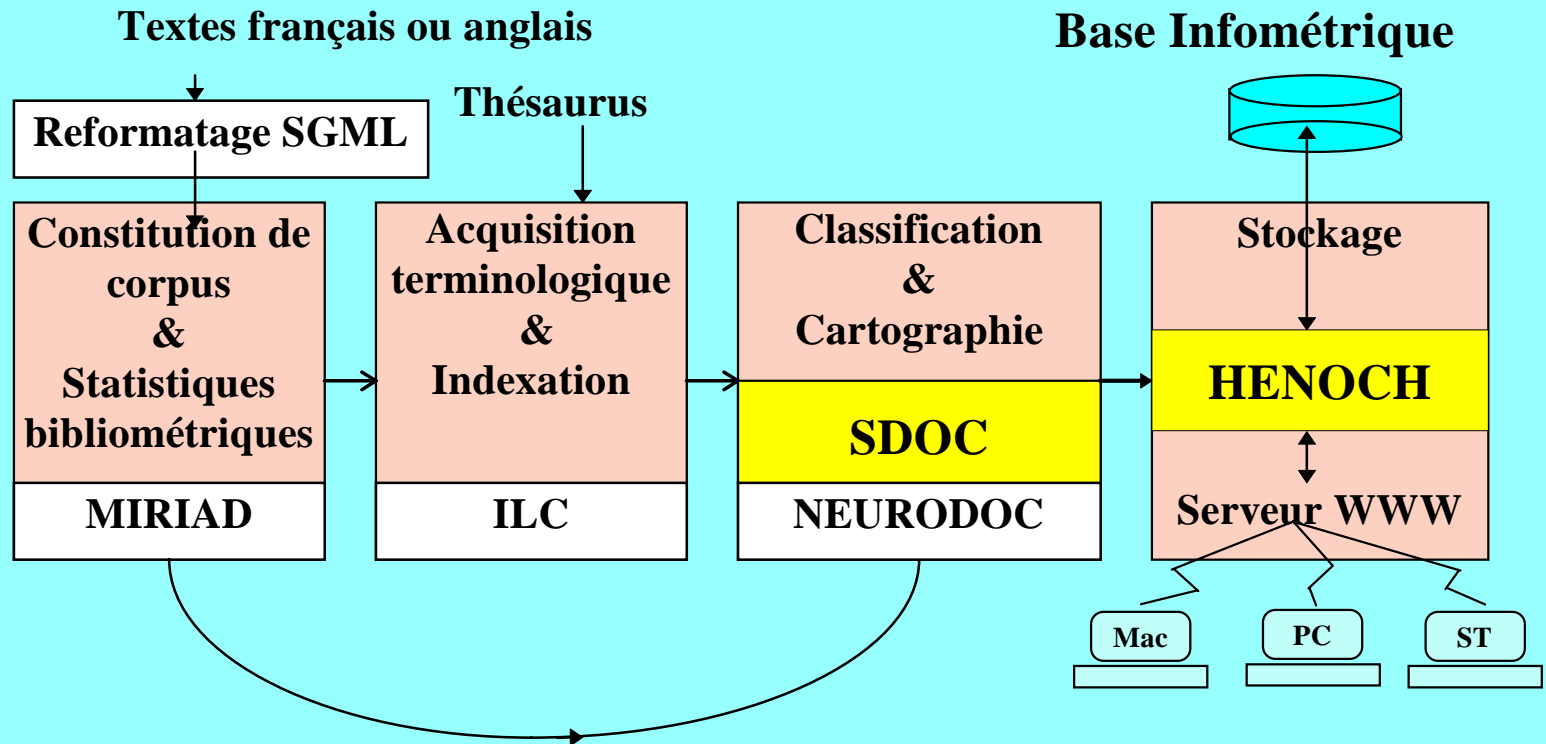 Textes français ou anglais
Base Infométrique
Thésaurus
Reformatage SGML
Constitution de
corpus
&
Statistiques
bibliométriques
MIRIAD
Acquisition
terminologique
&
Indexation
ILC
Classification
&
Cartographie
SDOC
NEURODOC
Stockage
HENOCH
Serveur WWW
Mac
PC
ST